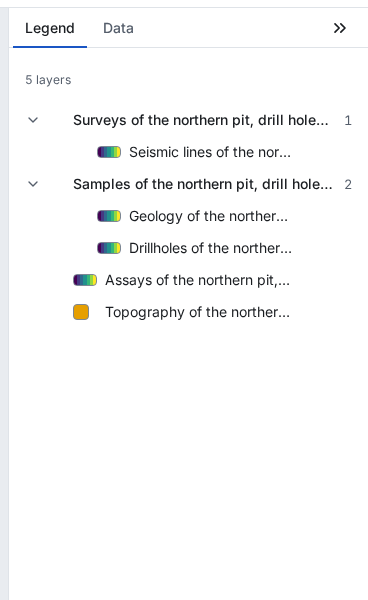 Legend Data
5 layers
Surveys of the northern pit, drill hole... 1
Seismic lines of the nor...
Samples of the northern pit, drill hole... 2
Geology of the norther...
Drillholes of the norther...
Assays of the northern pit,...
Topography of the norther...